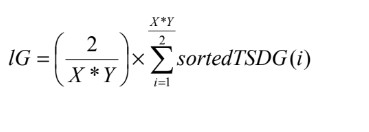 lG = (2 / X * Y) × ∑_{i=1}^{X*Y / 2} sortedTSDG(i)